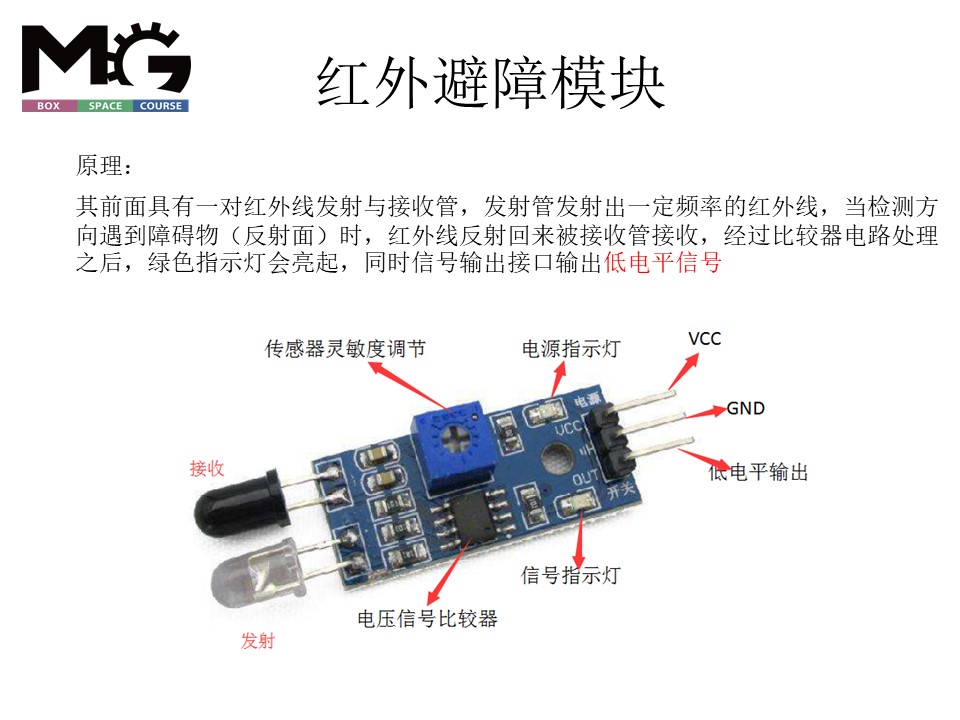 MG
BOX SPACE COURSE
红外避障模块
原理：
其前面具有一对红外线发射与接收管，发射管发射出一定频率的红外线，当检测方
向遇到障碍物（反射面）时，红外线反射回来被接收管接收，经过比较器电路处理
之后，绿色指示灯会亮起，同时信号输出接口输出低电平信号
传感器灵敏度调节
电源指示灯
VCC
GND
低电平输出
接收
电源
VCC
OUT
开关
信号指示灯
电压信号比较器
发射